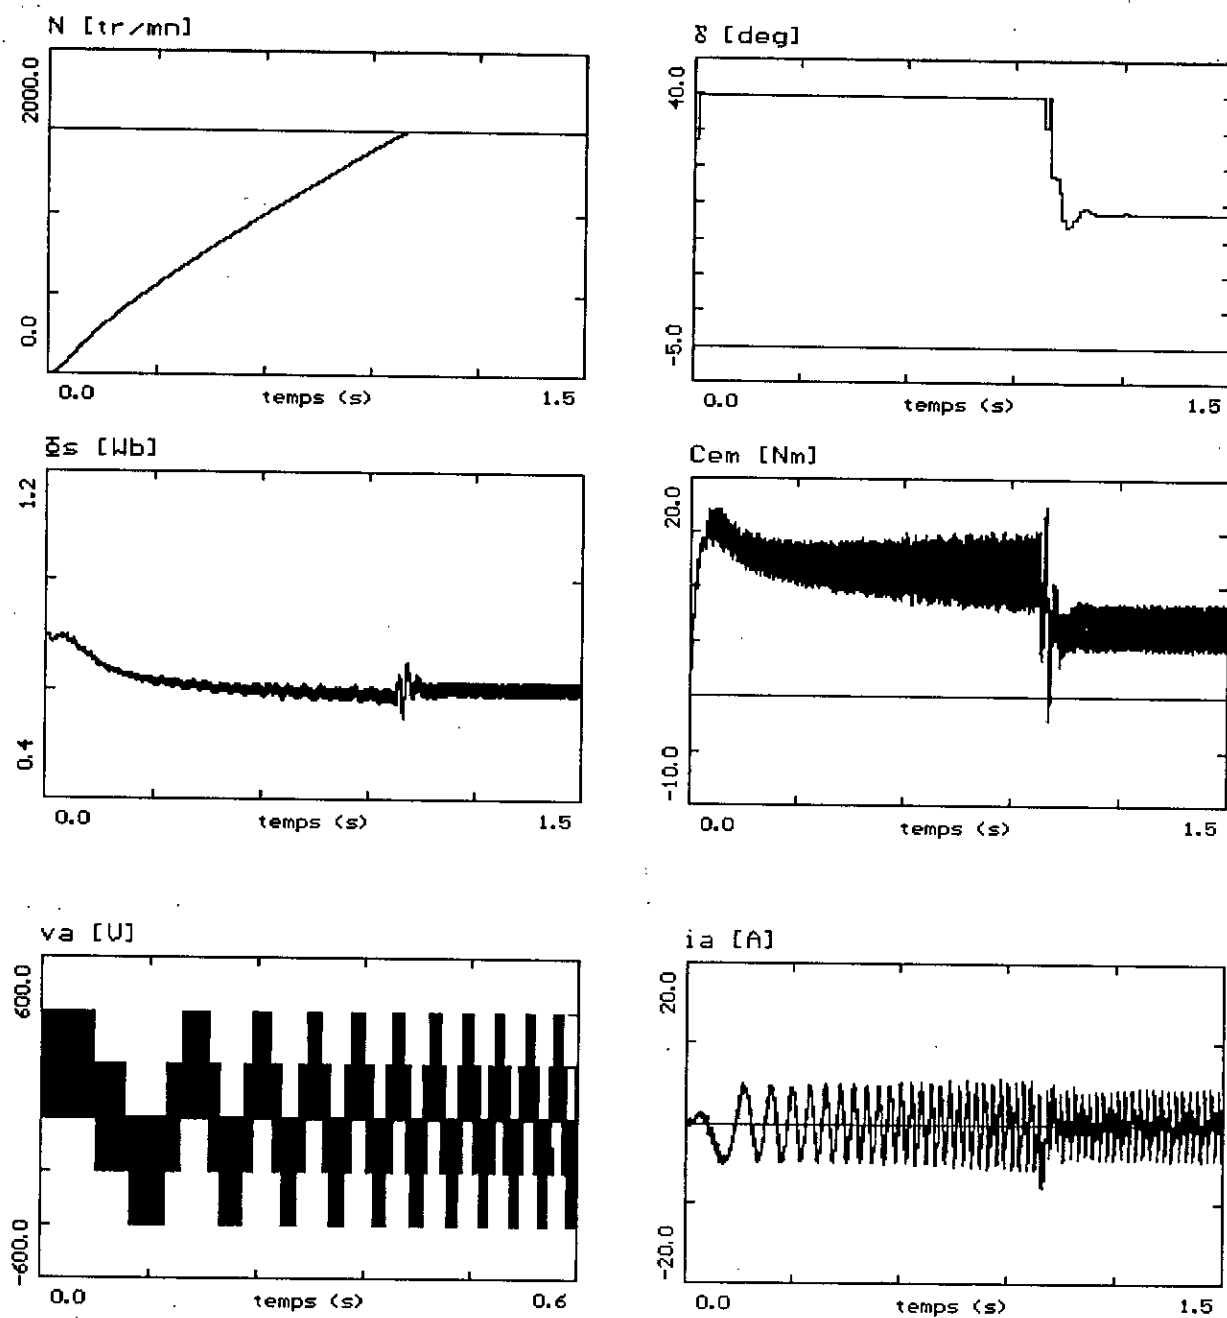 N [tr/mn]
2000.0
0.0
0.0 temps (s) 1.5
ɣ [deg]
40.0
-5.0
0.0 temps (s) 1.5
Φs [Wb]
1.2
0.4
0.0 temps (s) 1.5
Cem [Nm]
20.0
-10.0
0.0 temps (s) 1.5
va [V]
600.0
-600.0
0.0 temps (s) 0.6
ia [A]
20.0
-20.0
0.0 temps (s) 1.5